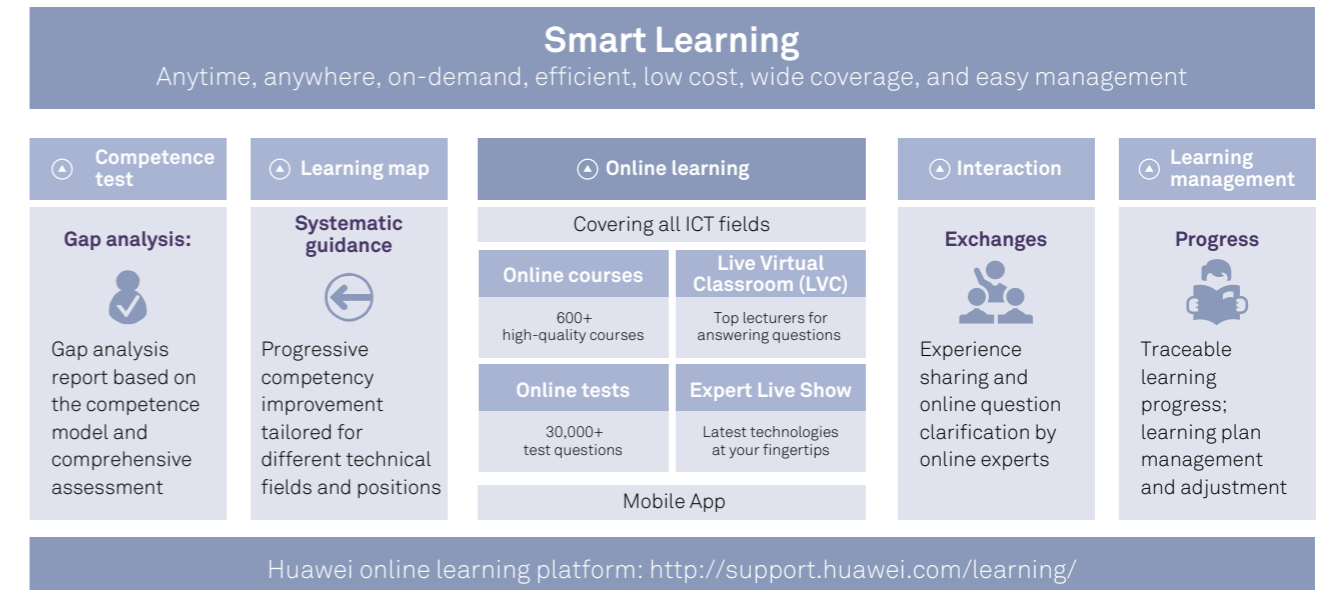 Smart Learning
Anytime, anywhere, on-demand, efficient, low cost, wide coverage, and easy management
Competence
test
Gap analysis:
Gap analysis
report based on
the competence
model and
comprehensive
assessment
Learning map
Systematic
guidance
Progressive
competency
improvement
tailored for
different technical
fields and positions
Online learning
Covering all ICT fields
Online courses
600+
high-quality courses
Live Virtual
Classroom (LVC)
Top lecturers for
answering questions
Online tests
30,000+
test questions
Expert Live Show
Latest technologies
at your fingertips
Mobile App
Interaction
Exchanges
Experience
sharing and
online question
clarification by
online experts
Learning
management
Progress
Traceable
learning
progress;
learning plan
management
and adjustment
Huawei online learning platform: http://support.huawei.com/learning/